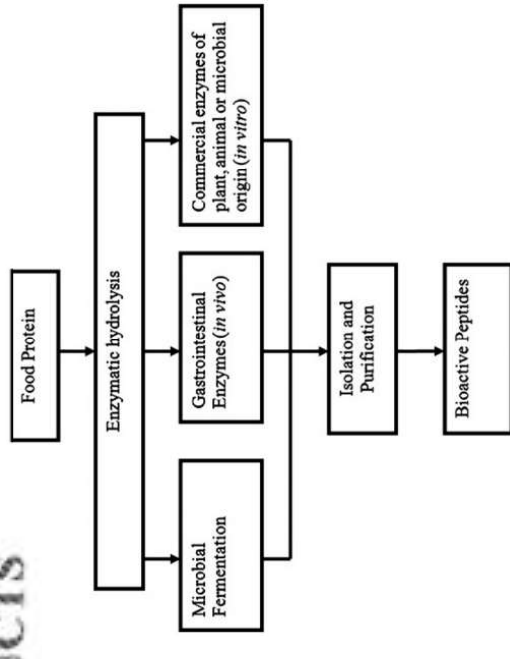 Food Protein
Enzymatic hydrolysis
Microbial
Fermentation
Gastrointestinal
Enzymes (in vivo)
Commercial enzymes of
plant, animal or microbial
origin (in vitro)
Isolation and
Purification
Bioactive Peptides